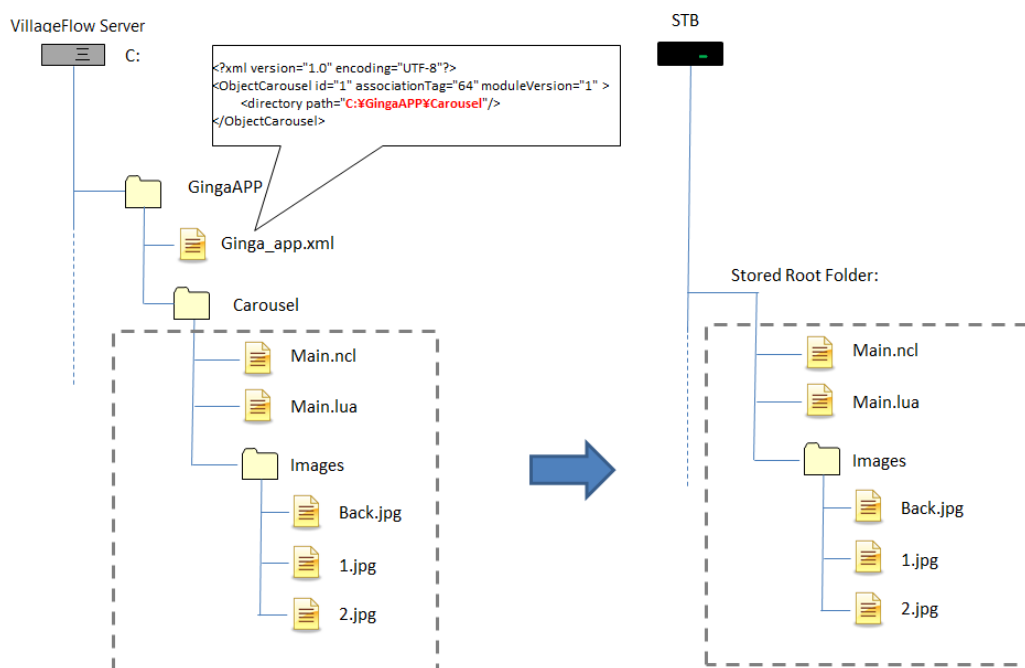 VillageFlow Server
C:
<?xml version="1.0" encoding="UTF-8"?>
<ObjectCarousel id="1" associationTag="64" moduleVersion="1" >
<directory path="C:¥GingaAPP¥Carousel"/>
</ObjectCarousel>
GingaAPP
Ginga_app.xml
Carousel
Main.ncl
Main.lua
Images
Back.jpg
1.jpg
2.jpg
STB
Stored Root Folder:
Main.ncl
Main.lua
Images
Back.jpg
1.jpg
2.jpg